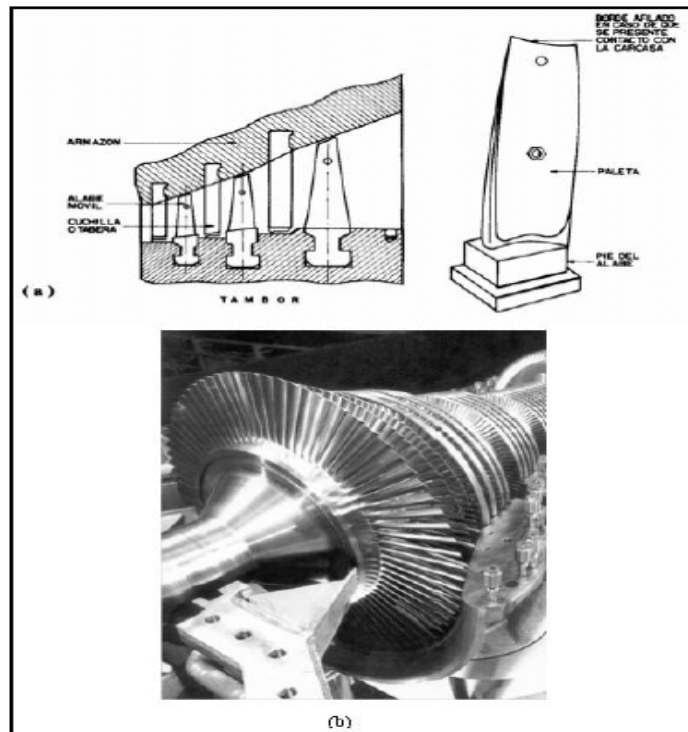 BORDE AFILADO
EN CASO DE QUE
SE PRESENTE
CONTACTO CON
LA CARCASA
ARMAZON
ALABE
MOVIL
CUCHILLA
O TABERA
PALETA
PIE DEL
ALABE
(a)
TAMBOR
(b)